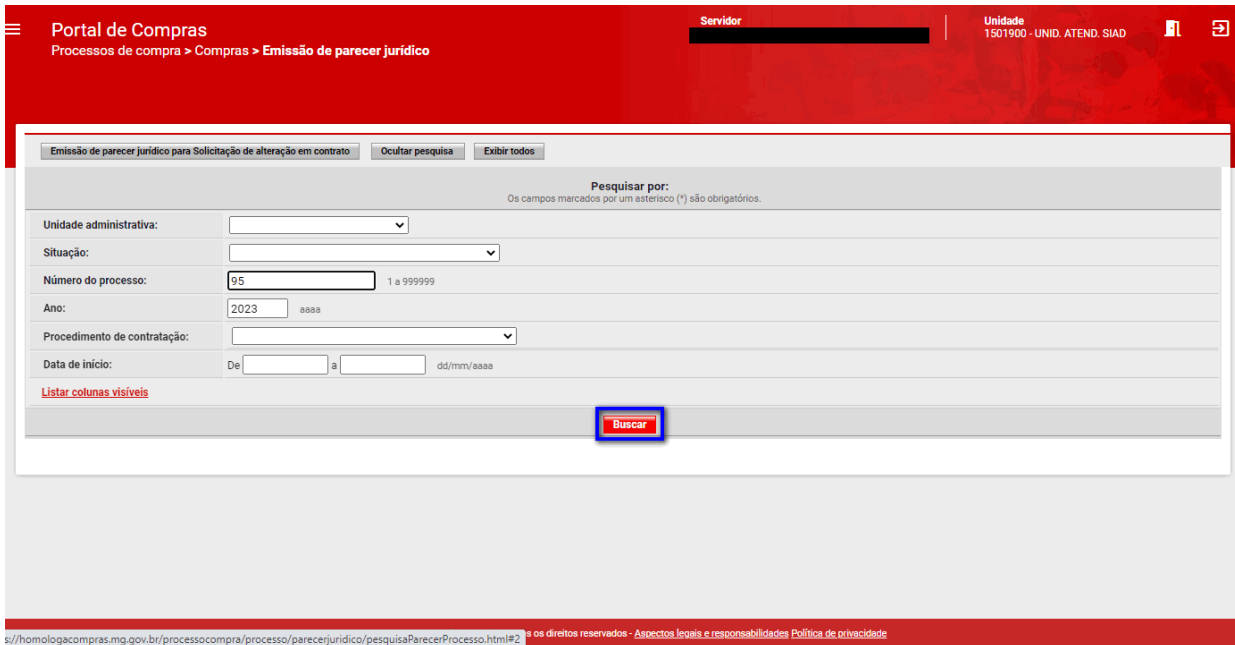 Portal de Compras
Processos de compra > Compras > Emissão de parecer jurídico
Servidor
Unidade
1501900 - UNID. ATEND. SIAD
Emissão de parecer jurídico para Solicitação de alteração em contrato Ocultar pesquisa Exibir todos
Pesquisar por:
Os campos marcados por um asterisco (*) são obrigatórios.
Unidade administrativa:
Situação:
Número do processo: 95 1 a 999999
Ano: 2023 aaaa
Procedimento de contratação:
Data de início: De a dd/mm/aaaa
Listar colunas visíveis
Buscar
s os direitos reservados - Aspectos legais e responsabilidades Política de privacidade
s://homologacompras.mg.gov.br/processocompra/processo/parecerjuridico/pesquisaParecerProcesso.html#2